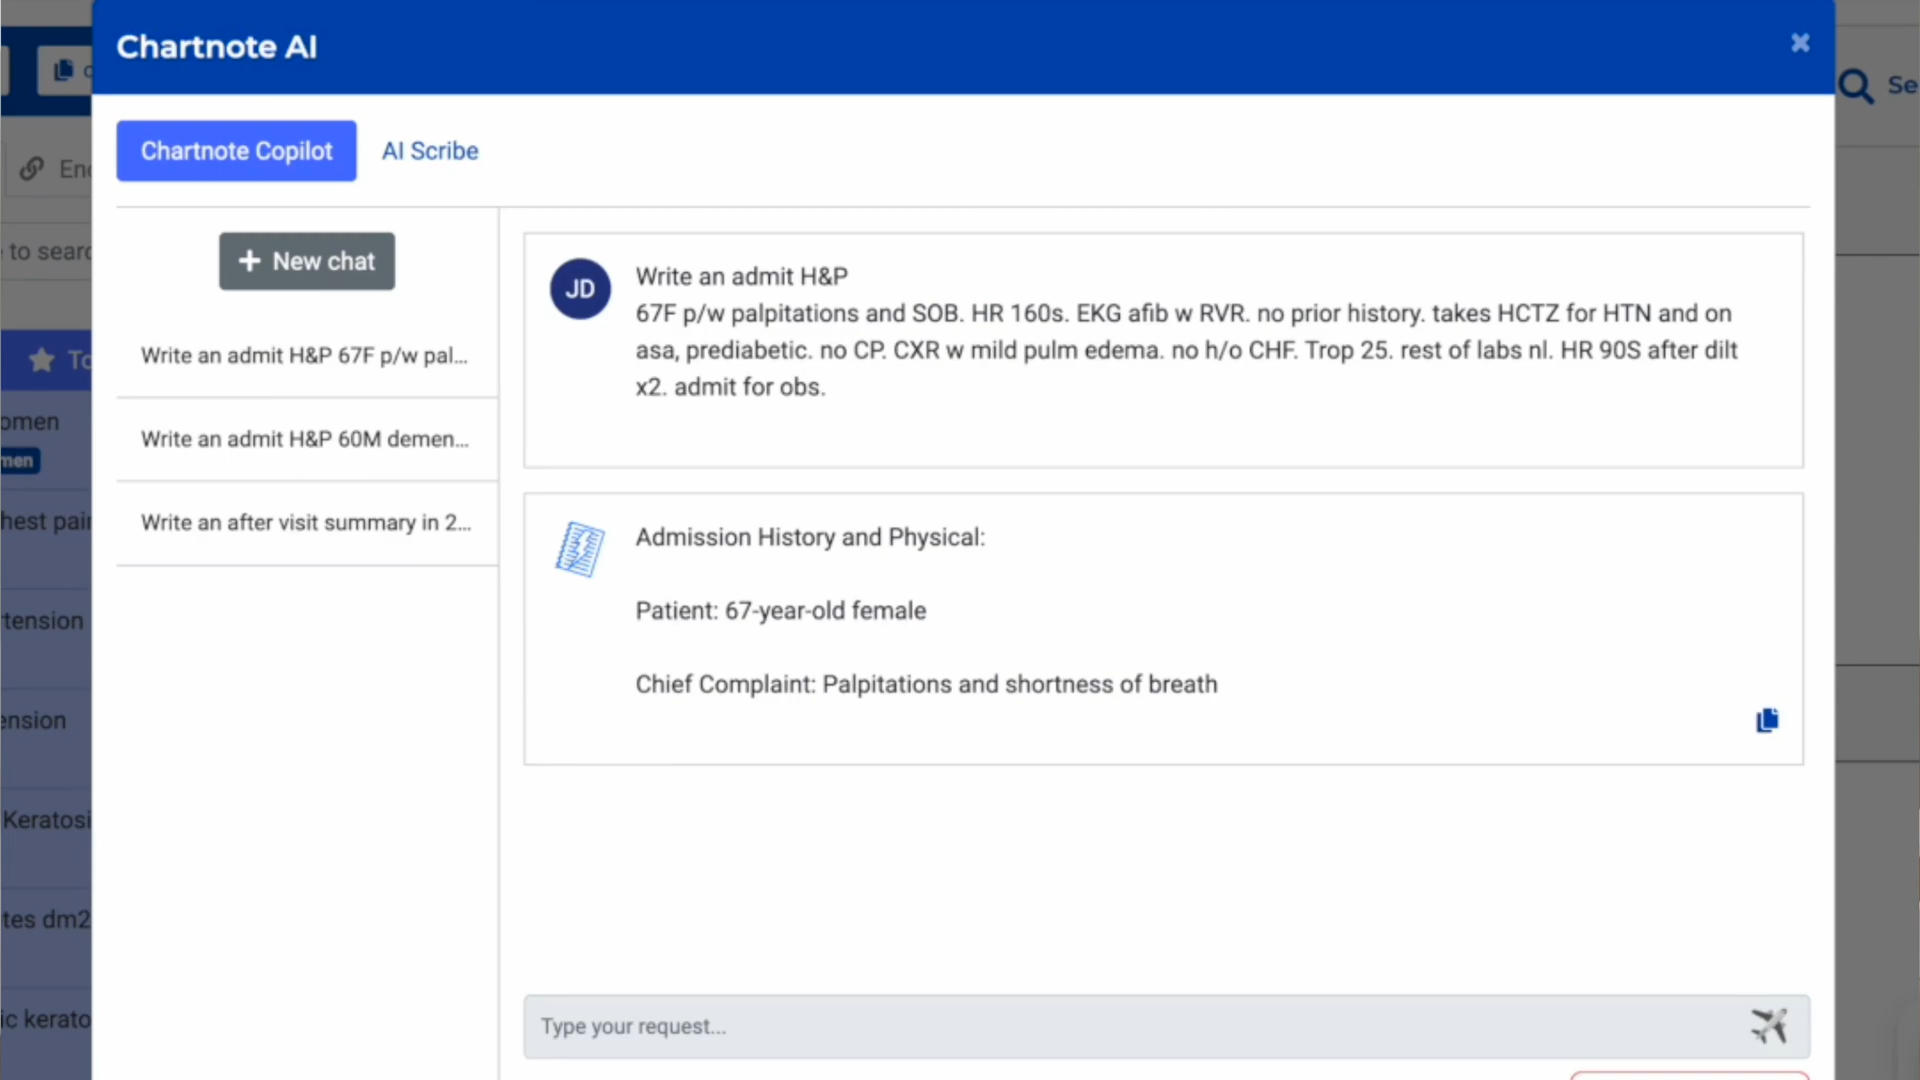 Chartnote AI
Se
Chartnote Copilot
AI Scribe
to
New chat
Write an admit H&P 67F p/w pal...
Write an admit H&P 60M demen...
Write an after visit summary in 2...
JD
Write an admit H&P
67F p/w palpitations and SOB. HR 160s. EKG afib w RVR. no prior history. takes HCTZ for HTN and on
asa, prediabetic. no CP. CXR w mild pulm edema. no h/o CHF. Trop 25. rest of labs nl. HR 90S after dilt
x2. admit for obs.
Admission History and Physical:
Patient: 67-year-old female
Chief Complaint: Palpitations and shortness of breath
tes dm2
Type your request...